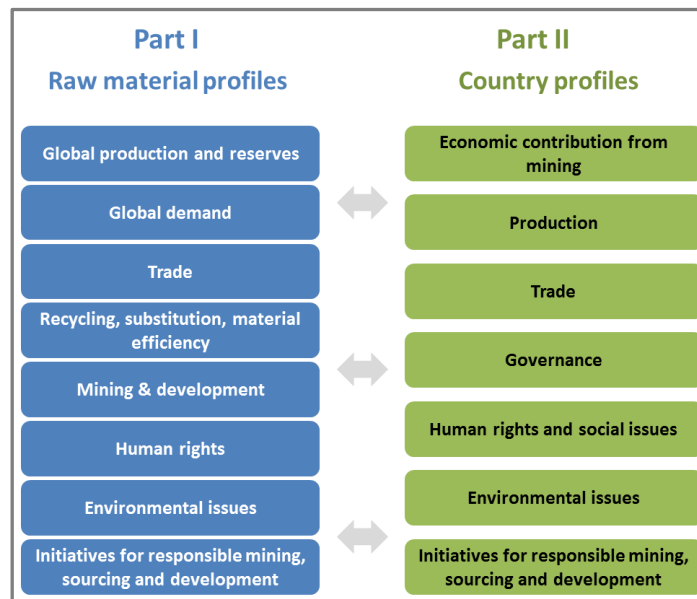 Part I
Raw material profiles
Global production and reserves
Global demand
Trade
Recycling, substitution, material
efficiency
Mining & development
Human rights
Environmental issues
Initiatives for responsible mining,
sourcing and development
Part II
Country profiles
Economic contribution from
mining
Production
Trade
Governance
Human rights and social issues
Environmental issues
Initiatives for responsible mining,
sourcing and development